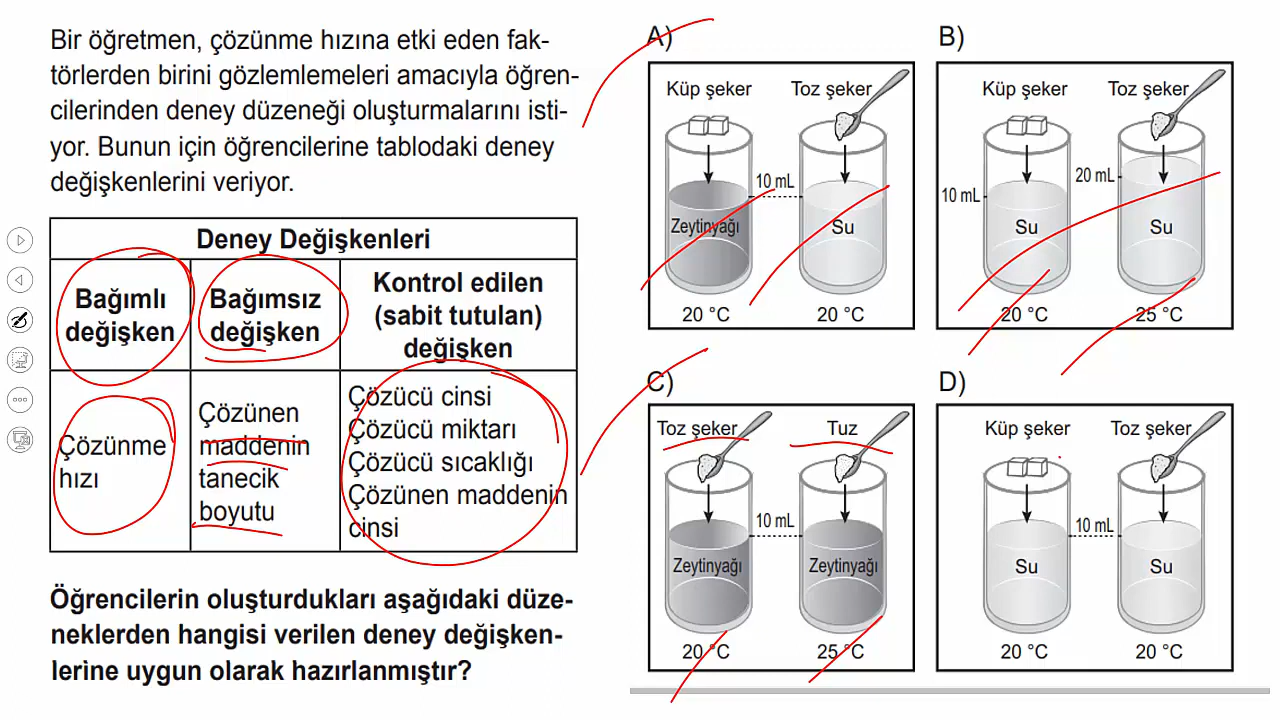 Bir öğretmen, çözünme hızına etki eden fak-
törlerden birini gözlemlemeleri amacıyla öğren-
cilerinden deney düzeneği oluşturmalarını isti-
yor. Bunun için öğrencilerine tablodaki deney
değişkenlerini veriyor.
Deney Değişkenleri
Bağımlı
değişken
Bağımsız
değişken
Kontrol edilen
(sabit tutulan)
değişken
Çözünme
hızı
Çözünen
maddenin
tanecik
boyutu
Çözücü cinsi
Çözücü miktarı
Çözücü sıcaklığı
Çözünen maddenin
cinsi
Öğrencilerin oluşturdukları aşağıdaki düze-
neklerden hangisi verilen deney değişken-
lerine uygun olarak hazırlanmıştır?
A)
Küp şeker Toz şeker
10 mL
Zeytinyağı Su
20 °C 20 °C
B)
Küp şeker Toz şeker
20 mL
10 mL
Su Su
20 °C 25 °C
C)
Toz şeker Tuz
10 mL
Zeytinyağı Zeytinyağı
20 °C 25 °C
D)
Küp şeker Toz şeker
10 mL
Su Su
20 °C 20 °C